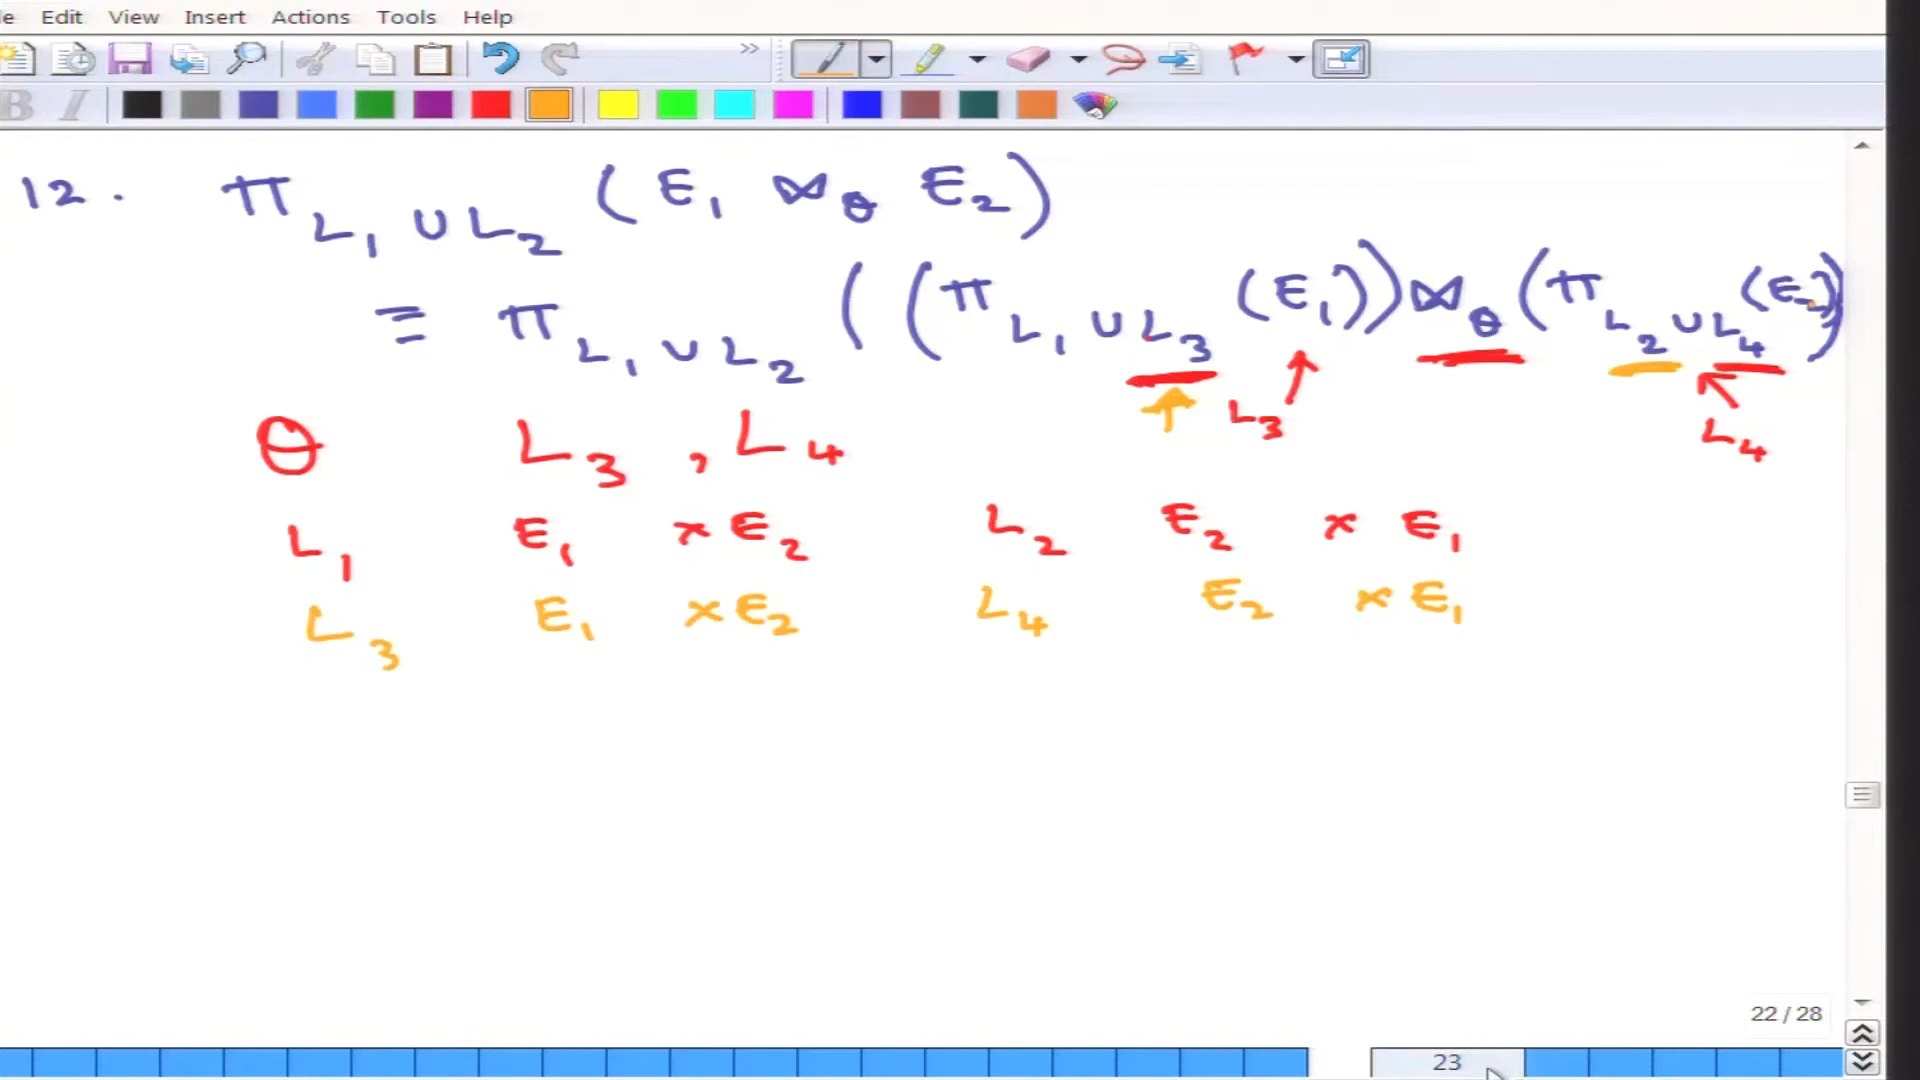 le Edit View Insert Actions Tools Help
B I
12. π L₁ ∪ L₂ (E₁ ⋈θ E₂)
≡ π L₁ ∪ L₂ ((π L₁ ∪ L₃ (E₁)) ⋈θ (π L₂ ∪ L₄ (E₂))
L₃ L₄
θ L₃ , L₄
L₁ E₁ × E₂ L₂ E₂ × E₁
L₃ E₁ × E₂ L₄ E₂ × E₁
22 / 28
23